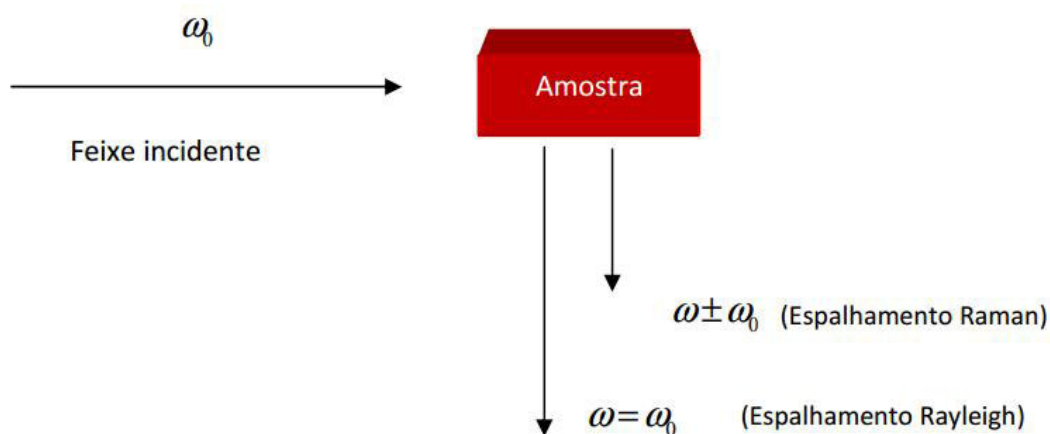 ω₀
Amostra
Feixe incidente
ω±ω₀ (Espalhamento Raman)
ω=ω₀ (Espalhamento Rayleigh)